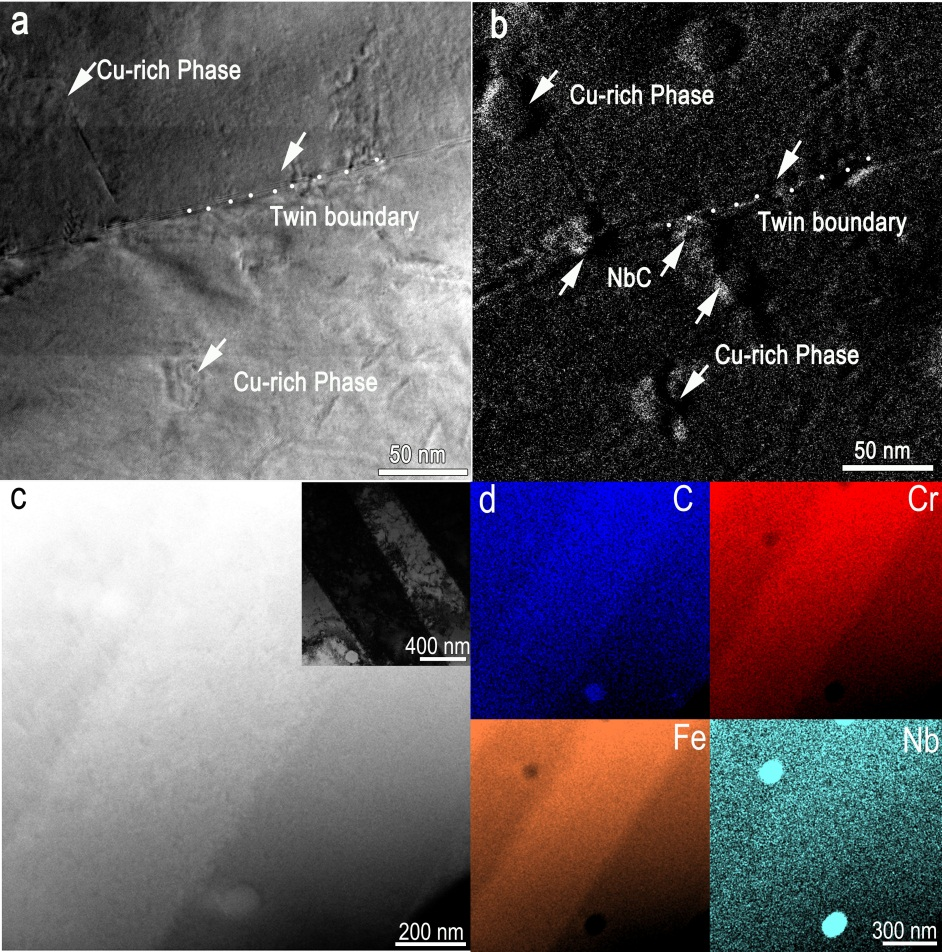 a
Cu-rich Phase
Twin boundary
Cu-rich Phase
50 nm
b
Cu-rich Phase
Twin boundary
NbC
Cu-rich Phase
50 nm
c
400 nm
200 nm
d
C
Cr
Fe
Nb
300 nm